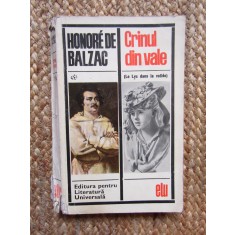 HONORÉ DE
BALZAC
Crinul
din vale
(Le Lys dans la vallée)
Editura pentru
Literatură
Universală
elu